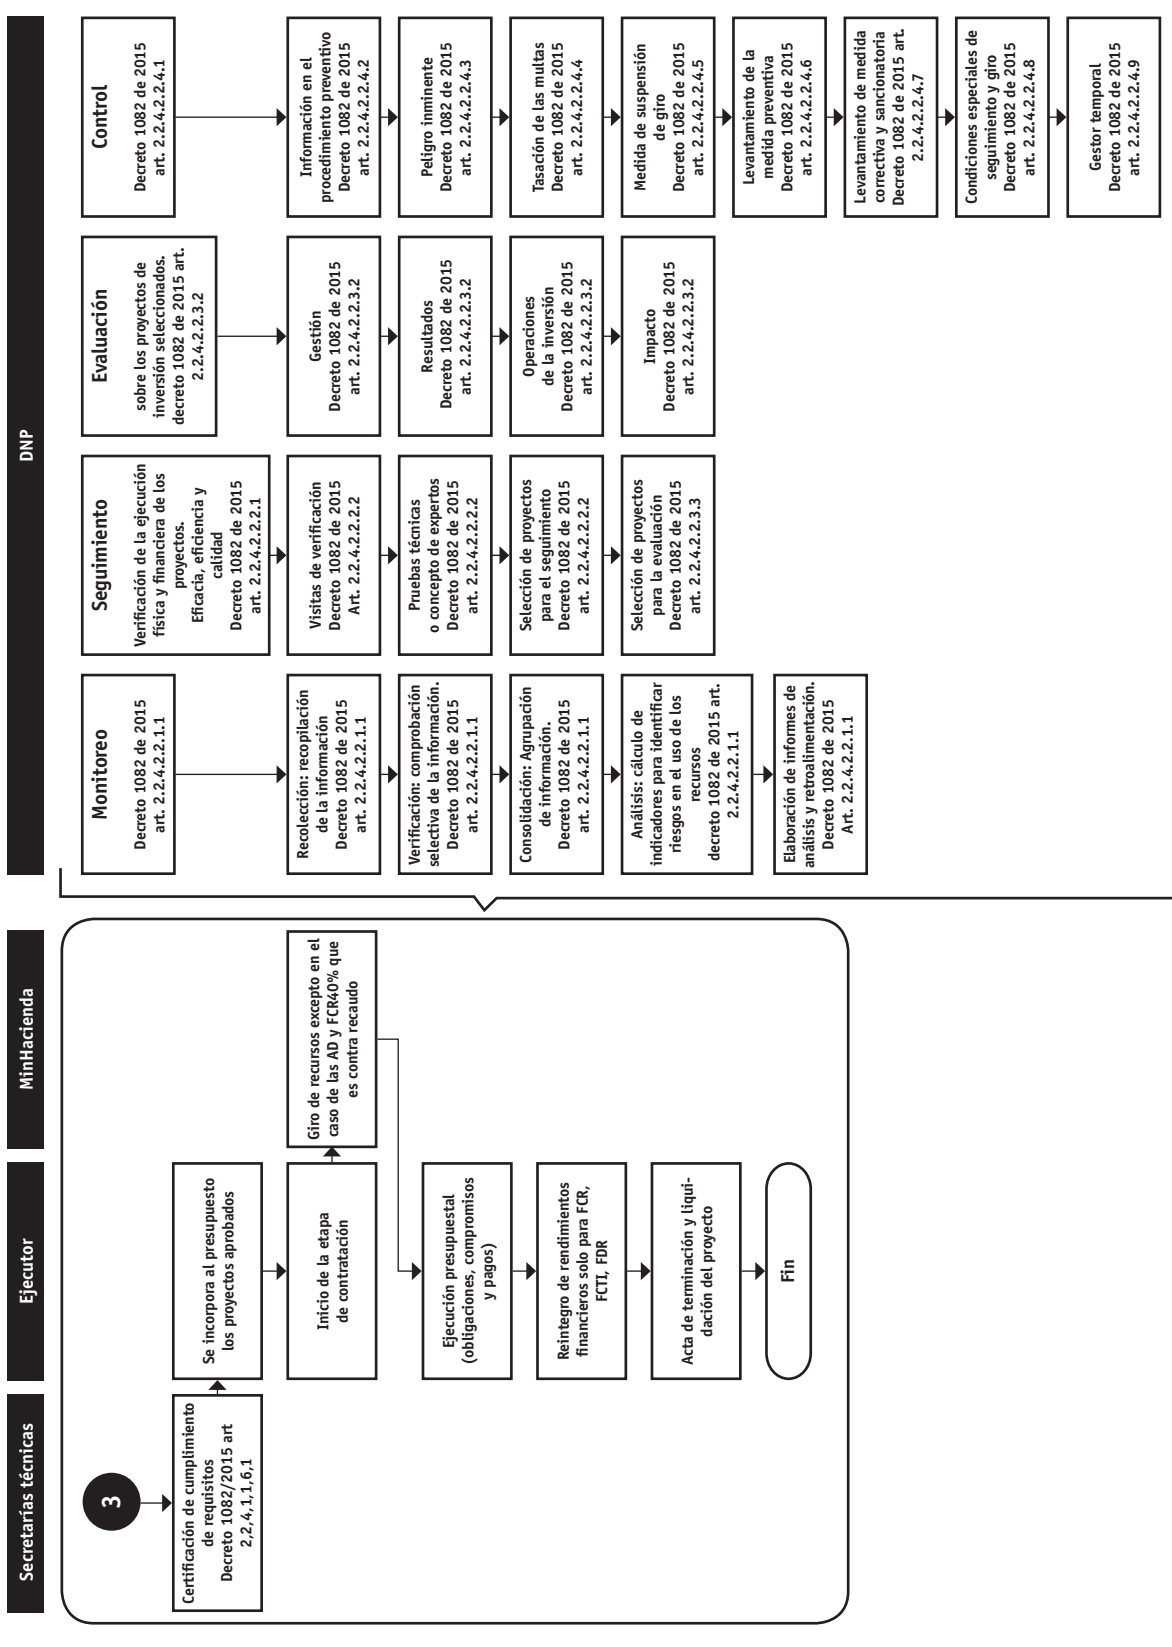 Secretarías técnicas
Ejecutor
MinHacienda
DNP
3
Certificación de cumplimiento
de requisitos
Decreto 1082/2015 art
2,2,4,1,1,6,1
Se incorpora al presupuesto
los proyectos aprobados
Inicio de la etapa
de contratación
Giro de recursos excepto en el
caso de las AD y FCR40% que
es contra recaudo
Ejecución presupuestal
(obligaciones, compromisos
y pagos)
Reintegro de rendimientos
financieros solo para FCR,
FCTI, FDR
Acta de terminación y liqui-
dación del proyecto
Fin
Monitoreo
Decreto 1082 de 2015
art. 2.2.4.2.2.1.1
Recolección: recopilación
de la información
Decreto 1082 de 2015
art. 2.2.4.2.2.1.1
Verificación: comprobación
selectiva de la información.
Decreto 1082 de 2015
art. 2.2.4.2.2.1.1
Consolidación: Agrupación
de información.
Decreto 1082 de 2015
art. 2.2.4.2.2.1.1
Análisis: cálculo de
indicadores para identificar
riesgos en el uso de los
recursos
decreto 1082 de 2015 art.
2.2.4.2.2.1.1
Elaboración de informes de
análisis y retroalimentación.
Decreto 1082 de 2015
Art. 2.2.4.2.2.1.1
Seguimiento
Verificación de la ejecución
física y financiera de los
proyectos.
Eficacia, eficiencia y
calidad
Decreto 1082 de 2015
art. 2.2.4.2.2.2.1
Visitas de verificación
Decreto 1082 de 2015
Art. 2.2.4.2.2.2.2
Pruebas técnicas
o concepto de expertos
Decreto 1082 de 2015
art. 2.2.4.2.2.2.2
Selección de proyectos
para el seguimiento
Decreto 1082 de 2015
art. 2.2.4.2.2.2.2
Selección de proyectos
para la evaluación
Decreto 1082 de 2015
art. 2.2.4.2.2.3.3
Evaluación
sobre los proyectos de
inversión seleccionados.
decreto 1082 de 2015 art.
2.2.4.2.2.3.2
Gestión
Decreto 1082 de 2015
art. 2.2.4.2.2.3.2
Resultados
Decreto 1082 de 2015
art. 2.2.4.2.2.3.2
Operaciones
de la inversión
Decreto 1082 de 2015
art. 2.2.4.2.2.3.2
Impacto
Decreto 1082 de 2015
art. 2.2.4.2.2.3.2
Control
Decreto 1082 de 2015
art. 2.2.4.2.2.4.1
Información en el
procedimiento preventivo
Decreto 1082 de 2015
art. 2.2.4.2.2.4.2
Peligro inminente
Decreto 1082 de 2015
art. 2.2.4.2.2.4.3
Tasación de las multas
Decreto 1082 de 2015
art. 2.2.4.2.2.4.4
Medida de suspensión
de giro
Decreto 1082 de 2015
art. 2.2.4.2.2.4.5
Levantamiento de la
medida preventiva
Decreto 1082 de 2015
art. 2.2.4.2.2.4.6
Levantamiento de medida
correctiva y sancionatoria
Decreto 1082 de 2015 art.
2.2.4.2.2.4.7
Condiciones especiales de
seguimiento y giro
Decreto 1082 de 2015
art. 2.2.4.2.2.4.8
Gestor temporal
Decreto 1082 de 2015
art. 2.2.4.2.2.4.9